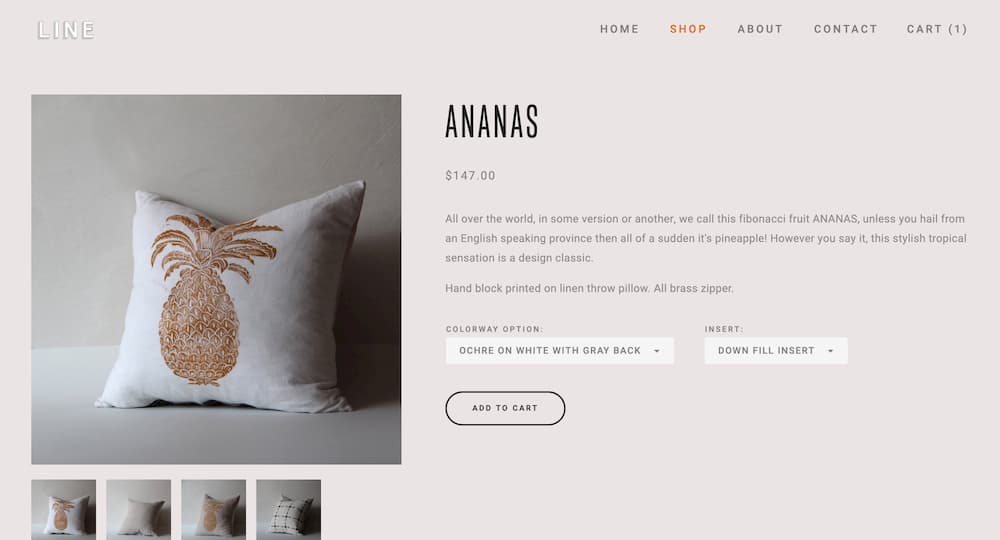 LINE
HOME SHOP ABOUT CONTACT CART (1)
ANANAS
$147.00
All over the world, in some version or another, we call this fibonacci fruit ANANAS, unless you hail from
an English speaking province then all of a sudden it's pineapple! However you say it, this stylish tropical
sensation is a design classic.
Hand block printed on linen throw pillow. All brass zipper.
COLORWAY OPTION: INSERT:
OCHRE ON WHITE WITH GRAY BACK DOWN FILL INSERT
ADD TO CART